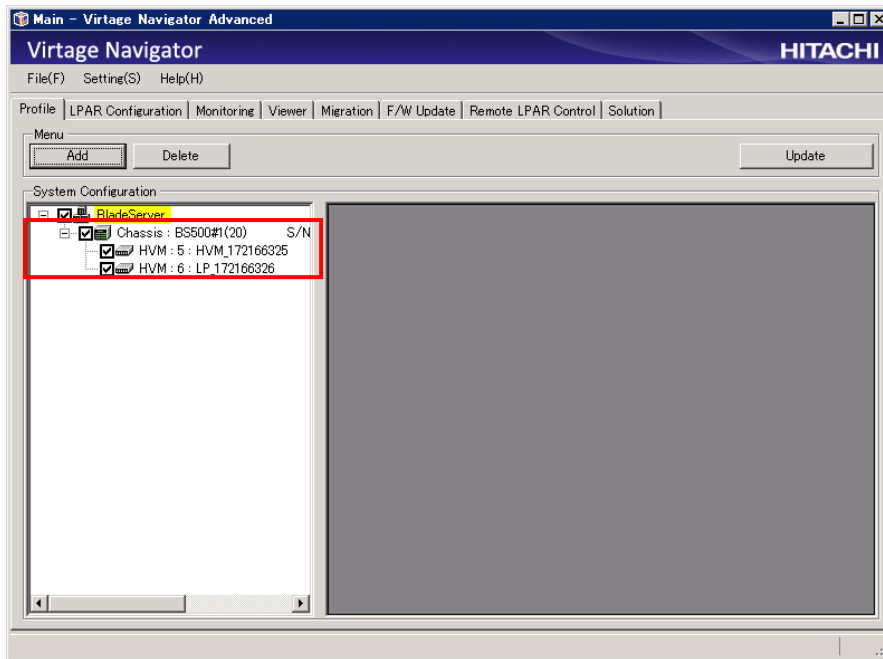 Main - Virtage Navigator Advanced
Virtage Navigator HITACHI
File(F) Setting(S) Help(H)
Profile LPAR Configuration Monitoring Viewer Migration F/W Update Remote LPAR Control Solution
Menu
Add Delete Update
System Configuration
BladeServer
Chassis : BS500#1(20) S/N
HVM : 5 : HVM_172166325
HVM : 6 : LP_172166326